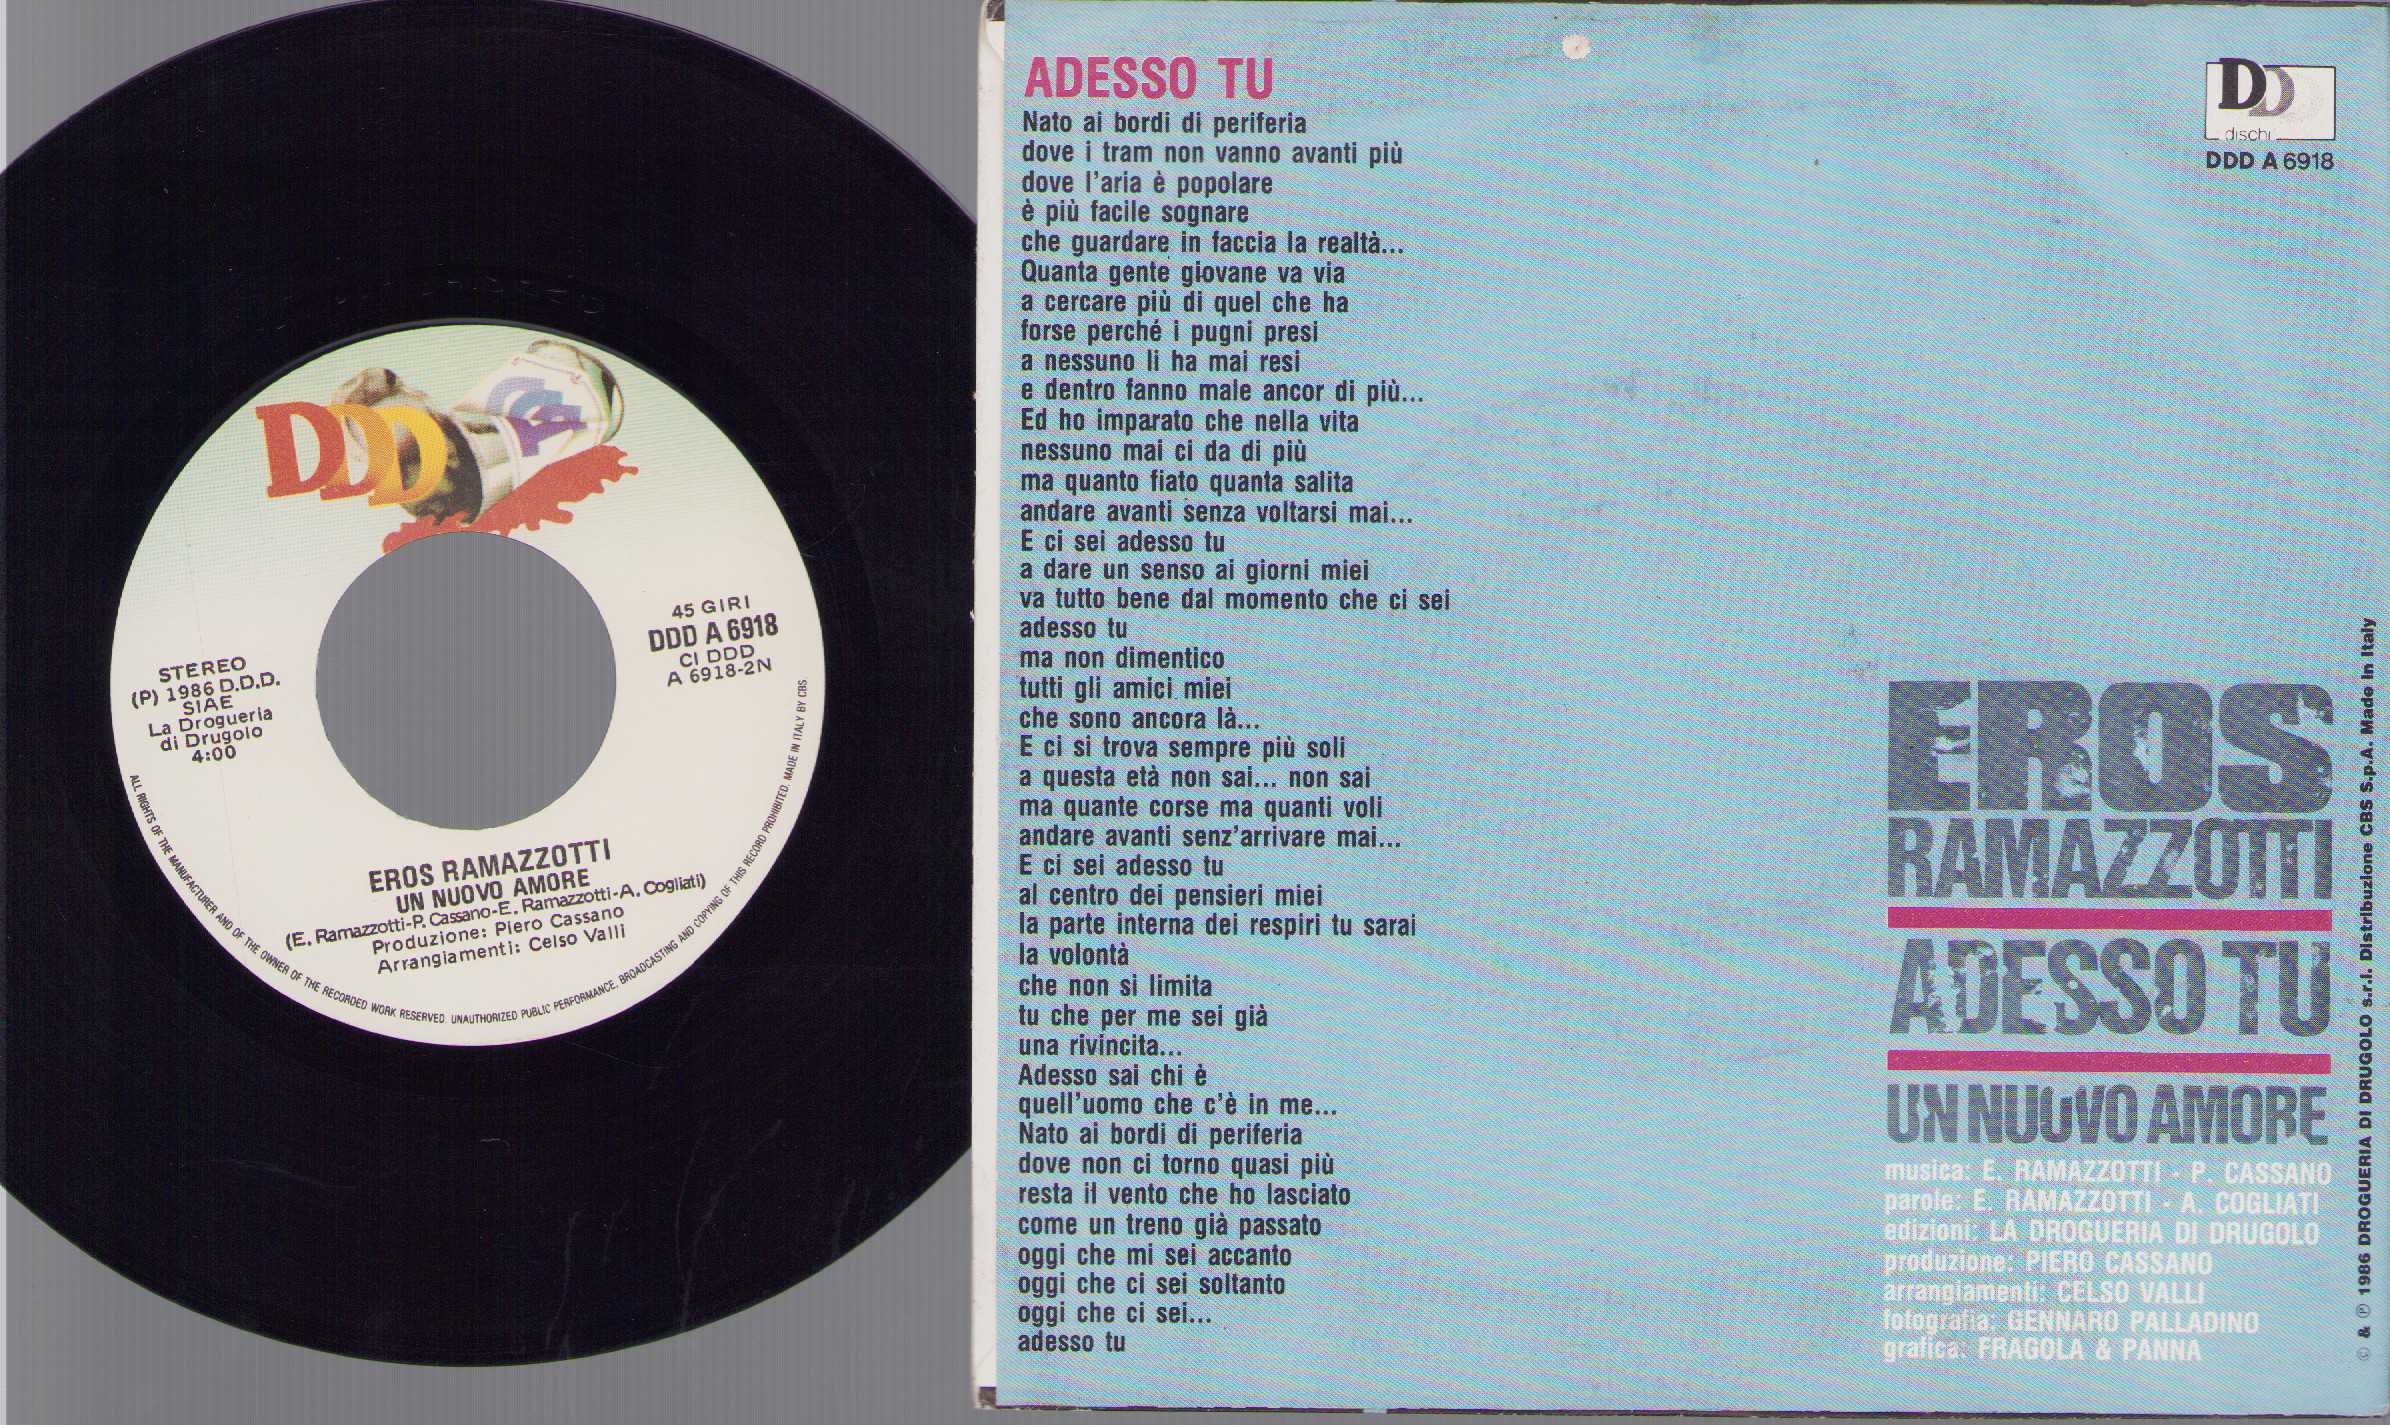 DDD
STEREO
(P) 1986 D.D.D.
SIAE
La Drogueria
di Drugolo
4:00
45 GIRI
DDD A 6918
CI DDD
A 6918-2N
EROS RAMAZZOTTI
UN NUOVO AMORE
(E. Ramazzotti-P. Cassano-E. Ramazzotti-A. Cogliati)
Produzione: Piero Cassano
Arrangiamenti: Celso Valli
ALL RIGHTS OF THE MANUFACTURER AND OF THE OWNER OF THE RECORDED WORK RESERVED. UNAUTHORIZED PUBLIC PERFORMANCE, BROADCASTING AND COPYING OF THIS RECORD PROHIBITED. MADE IN ITALY BY CBS
ADESSO TU
Nato ai bordi di periferia
dove i tram non vanno avanti più
dove l'aria è popolare
è più facile sognare
che guardare in faccia la realtà...
Quanta gente giovane va via
a cercare più di quel che ha
forse perché i pugni presi
a nessuno li ha mai resi
e dentro fanno male ancor di più...
Ed ho imparato che nella vita
nessuno mai ci da di più
ma quanto fiato quanta salita
andare avanti senza voltarsi mai...
E ci sei adesso tu
a dare un senso ai giorni miei
va tutto bene dal momento che ci sei
adesso tu
ma non dimentico
tutti gli amici miei
che sono ancora là...
E ci si trova sempre più soli
a questa età non sai... non sai
ma quante corse ma quanti voli
andare avanti senz'arrivare mai...
E ci sei adesso tu
al centro dei pensieri miei
la parte interna dei respiri tu sarai
la volontà
che non si limita
tu che per me sei già
una rivincita...
Adesso sai chi è
quell'uomo che c'è in me...
Nato ai bordi di periferia
dove non ci torno quasi più
resta il vento che ho lasciato
come un treno già passato
oggi che mi sei accanto
oggi che ci sei soltanto
oggi che ci sei...
adesso tu
DD
dischi
DDD A 6918
EROS
RAMAZZOTTI
ADESSO TU
UN NUOVO AMORE
musica: E. RAMAZZOTTI - P. CASSANO
parole: E. RAMAZZOTTI - A. COGLIATI
edizioni: LA DROGUERIA DI DRUGOLO
produzione: PIERO CASSANO
arrangiamenti: CELSO VALLI
fotografia: GENNARO PALLADINO
grafica: FRAGOLA & PANNA
© & ℗ 1986 DROGUERIA DI DRUGOLO s.r.l. Distribuzione CBS S.p.A. Made in Italy